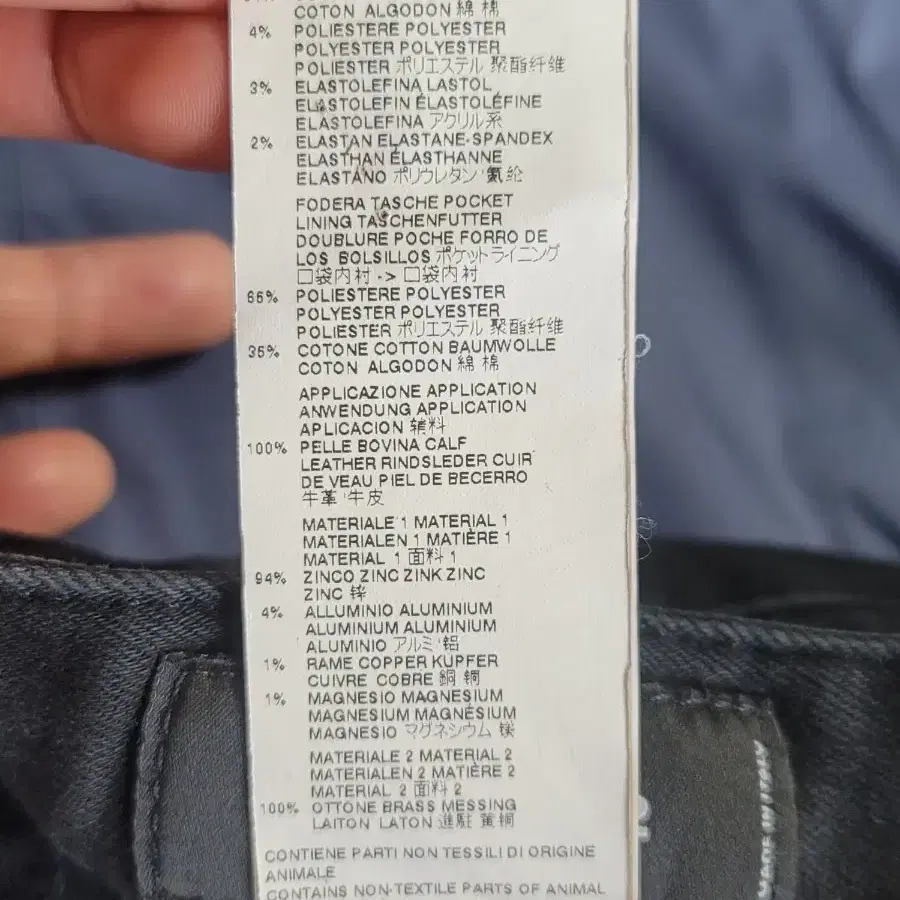 COTON ALGODON 綿 棉
4% POLIESTERE POLYESTER
POLYESTER POLYESTER
POLIESTER ポリエステル 聚酯纤维
3% ELASTOLEFINA LASTOL
ELASTOLEFIN ÉLASTOLÉFINE
ELASTOLEFINA アクリル系
2% ELASTAN ELASTANE-SPANDEX
ELASTHAN ÉLASTHANNE
ELASTANO ポリウレタン 氨纶
FODERA TASCHE POCKET
LINING TASCHENFUTTER
DOUBLURE POCHE FORRO DE
LOS BOLSILLOS ポケットライニング
口袋内衬 -> 口袋内衬
66% POLIESTERE POLYESTER
POLYESTER POLYESTER
POLIESTER ポリエステル 聚酯纤维
35% COTONE COTTON BAUMWOLLE
COTON ALGODON 綿 棉
APPLICAZIONE APPLICATION
ANWENDUNG APPLICATION
APLICACION 辅料
100% PELLE BOVINA CALF
LEATHER RINDSLEDER CUIR
DE VEAU PIEL DE BECERRO
牛革 牛皮
MATERIALE 1 MATERIAL 1
MATERIALEN 1 MATIÈRE 1
MATERIAL 1 面料 1
94% ZINCO ZINC ZINK ZINC
ZINC 锌
4% ALLUMINIO ALUMINIUM
ALUMINIUM ALUMINIUM
ALUMINIO アルミ 铝
1% RAME COPPER KUPFER
CUIVRE COBRE 銅 铜
1% MAGNESIO MAGNESIUM
MAGNESIUM MAGNÉSIUM
MAGNESIO マグネシウム 镁
MATERIALE 2 MATERIAL 2
MATERIALEN 2 MATIÈRE 2
MATERIAL 2 面料 2
100% OTTONE BRASS MESSING
LAITON LATON 進駐 黄铜
CONTIENE PARTI NON TESSILI DI ORIGINE
ANIMALE
CONTAINS NON-TEXTILE PARTS OF ANIMAL